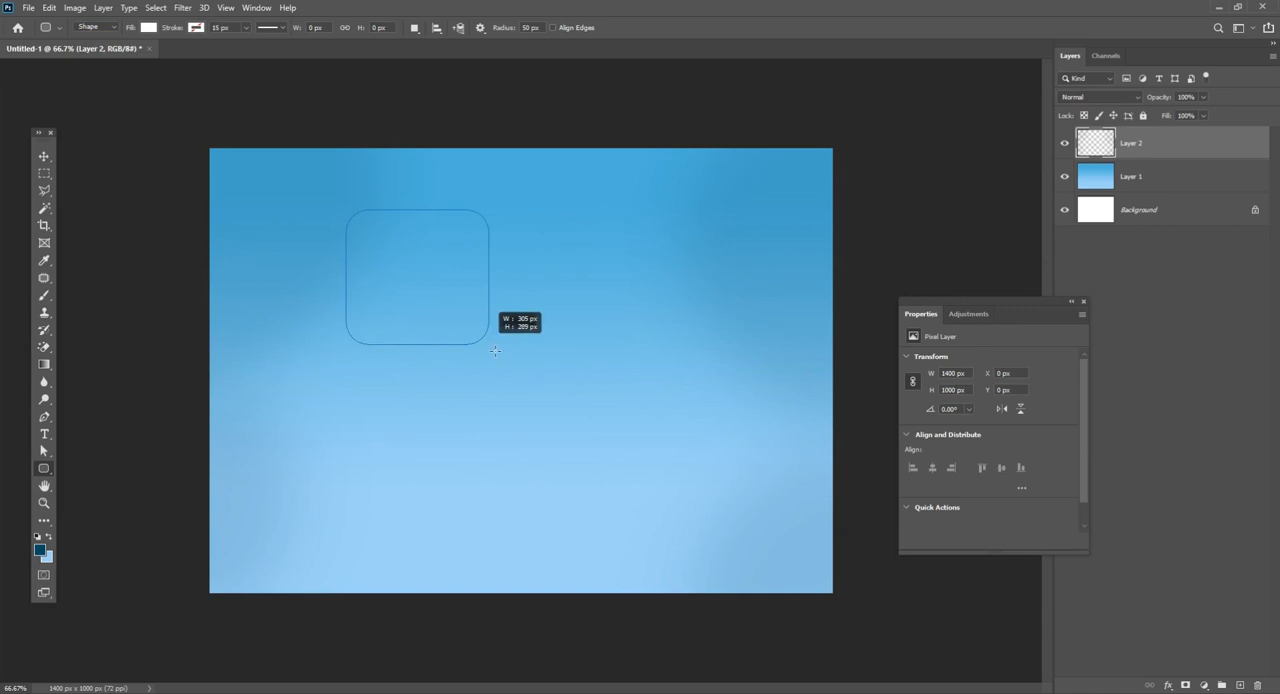 Ps File Edit Image Layer Type Select Filter 3D View Window Help
Shape Fill: Stroke: 15 px W: 0 px H: 0 px Radius: 50 px Align Edges
Untitled-1 @ 66.7% (Layer 2, RGB/8#) *
Layers Channels
Kind
Normal Opacity: 100%
Lock: Fill: 100%
Layer 2
Layer 1
Background
W: 305 px
H: 289 px
Properties Adjustments
Pixel Layer
Transform
W 1400 px X 0 px
H 1000 px Y 0 px
0.00°
Align and Distribute
Align:
Quick Actions
66.67% 1400 px x 1000 px (72 ppi)
fx